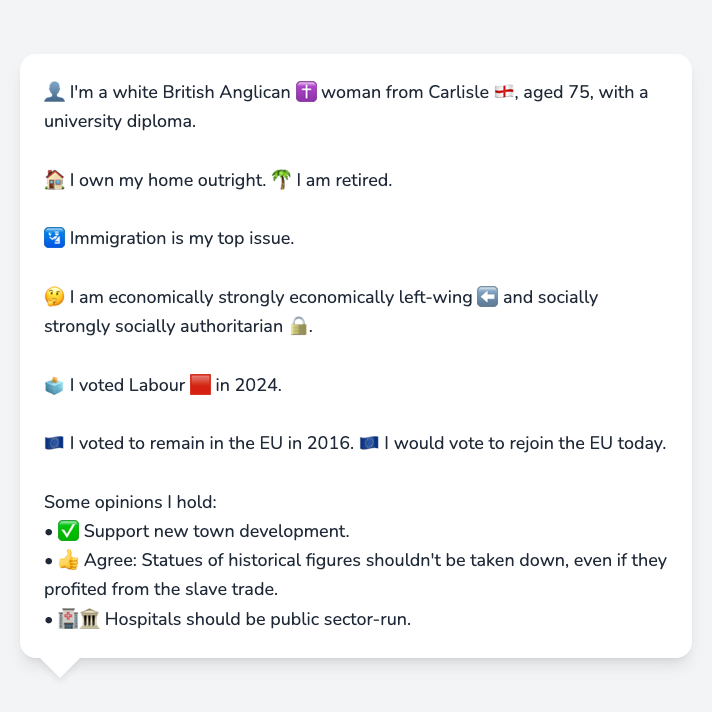 👤 I'm a white British Anglican ✝️ woman from Carlisle 🏴󠁧󠁢󠁥󠁮󠁧󠁿, aged 75, with a
university diploma.
🏠 I own my home outright. 🌴 I am retired.
🛂 Immigration is my top issue.
🤔 I am economically strongly economically left-wing ⬅️ and socially
strongly socially authoritarian 🔒.
🗳️ I voted Labour 🟥 in 2024.
🇪🇺 I voted to remain in the EU in 2016. 🇪🇺 I would vote to rejoin the EU today.
Some opinions I hold:
• ✅ Support new town development.
• 👍 Agree: Statues of historical figures shouldn't be taken down, even if they
profited from the slave trade.
• 🏥🏛️ Hospitals should be public sector-run.